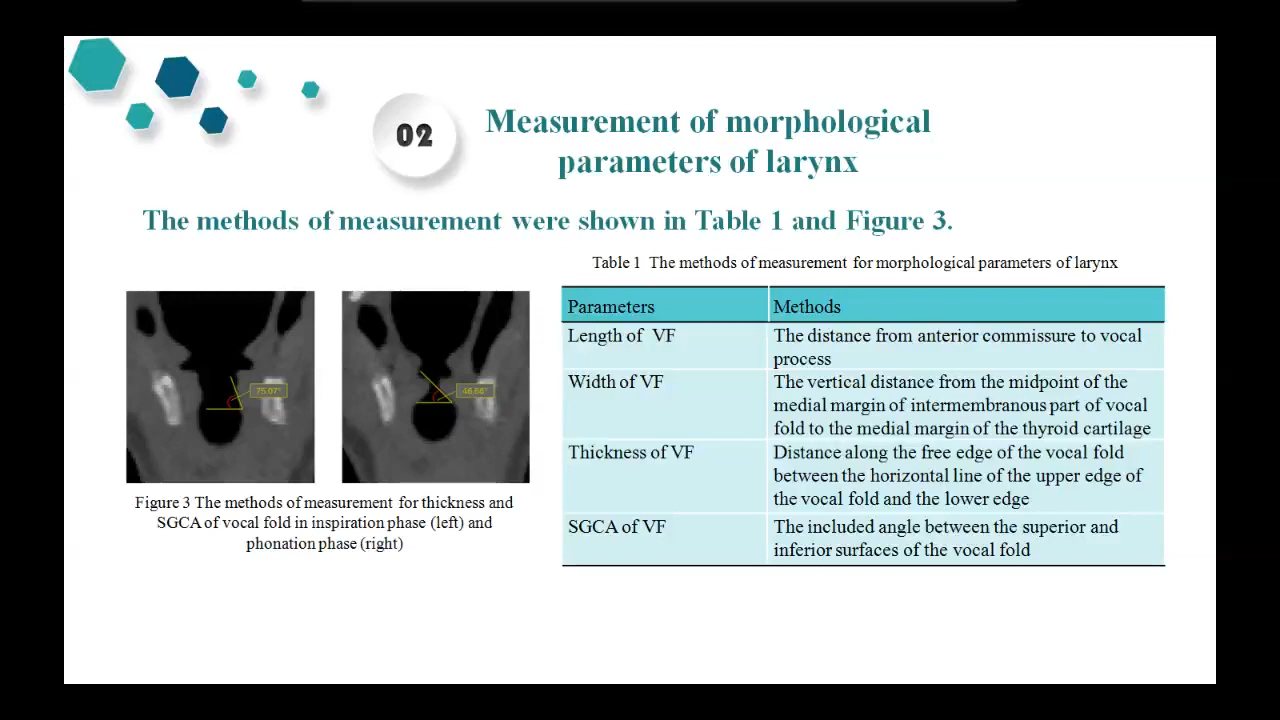 02
Measurement of morphological
parameters of larynx
The methods of measurement were shown in Table 1 and Figure 3.
Table 1 The methods of measurement for morphological parameters of larynx
Parameters Methods
Length of VF The distance from anterior commissure to vocal
process
Width of VF The vertical distance from the midpoint of the
medial margin of intermembranous part of vocal
fold to the medial margin of the thyroid cartilage
Thickness of VF Distance along the free edge of the vocal fold
between the horizontal line of the upper edge of
the vocal fold and the lower edge
SGCA of VF The included angle between the superior and
inferior surfaces of the vocal fold
75.07°
Figure 3 The methods of measurement for thickness and
SGCA of vocal fold in inspiration phase (left) and
phonation phase (right)